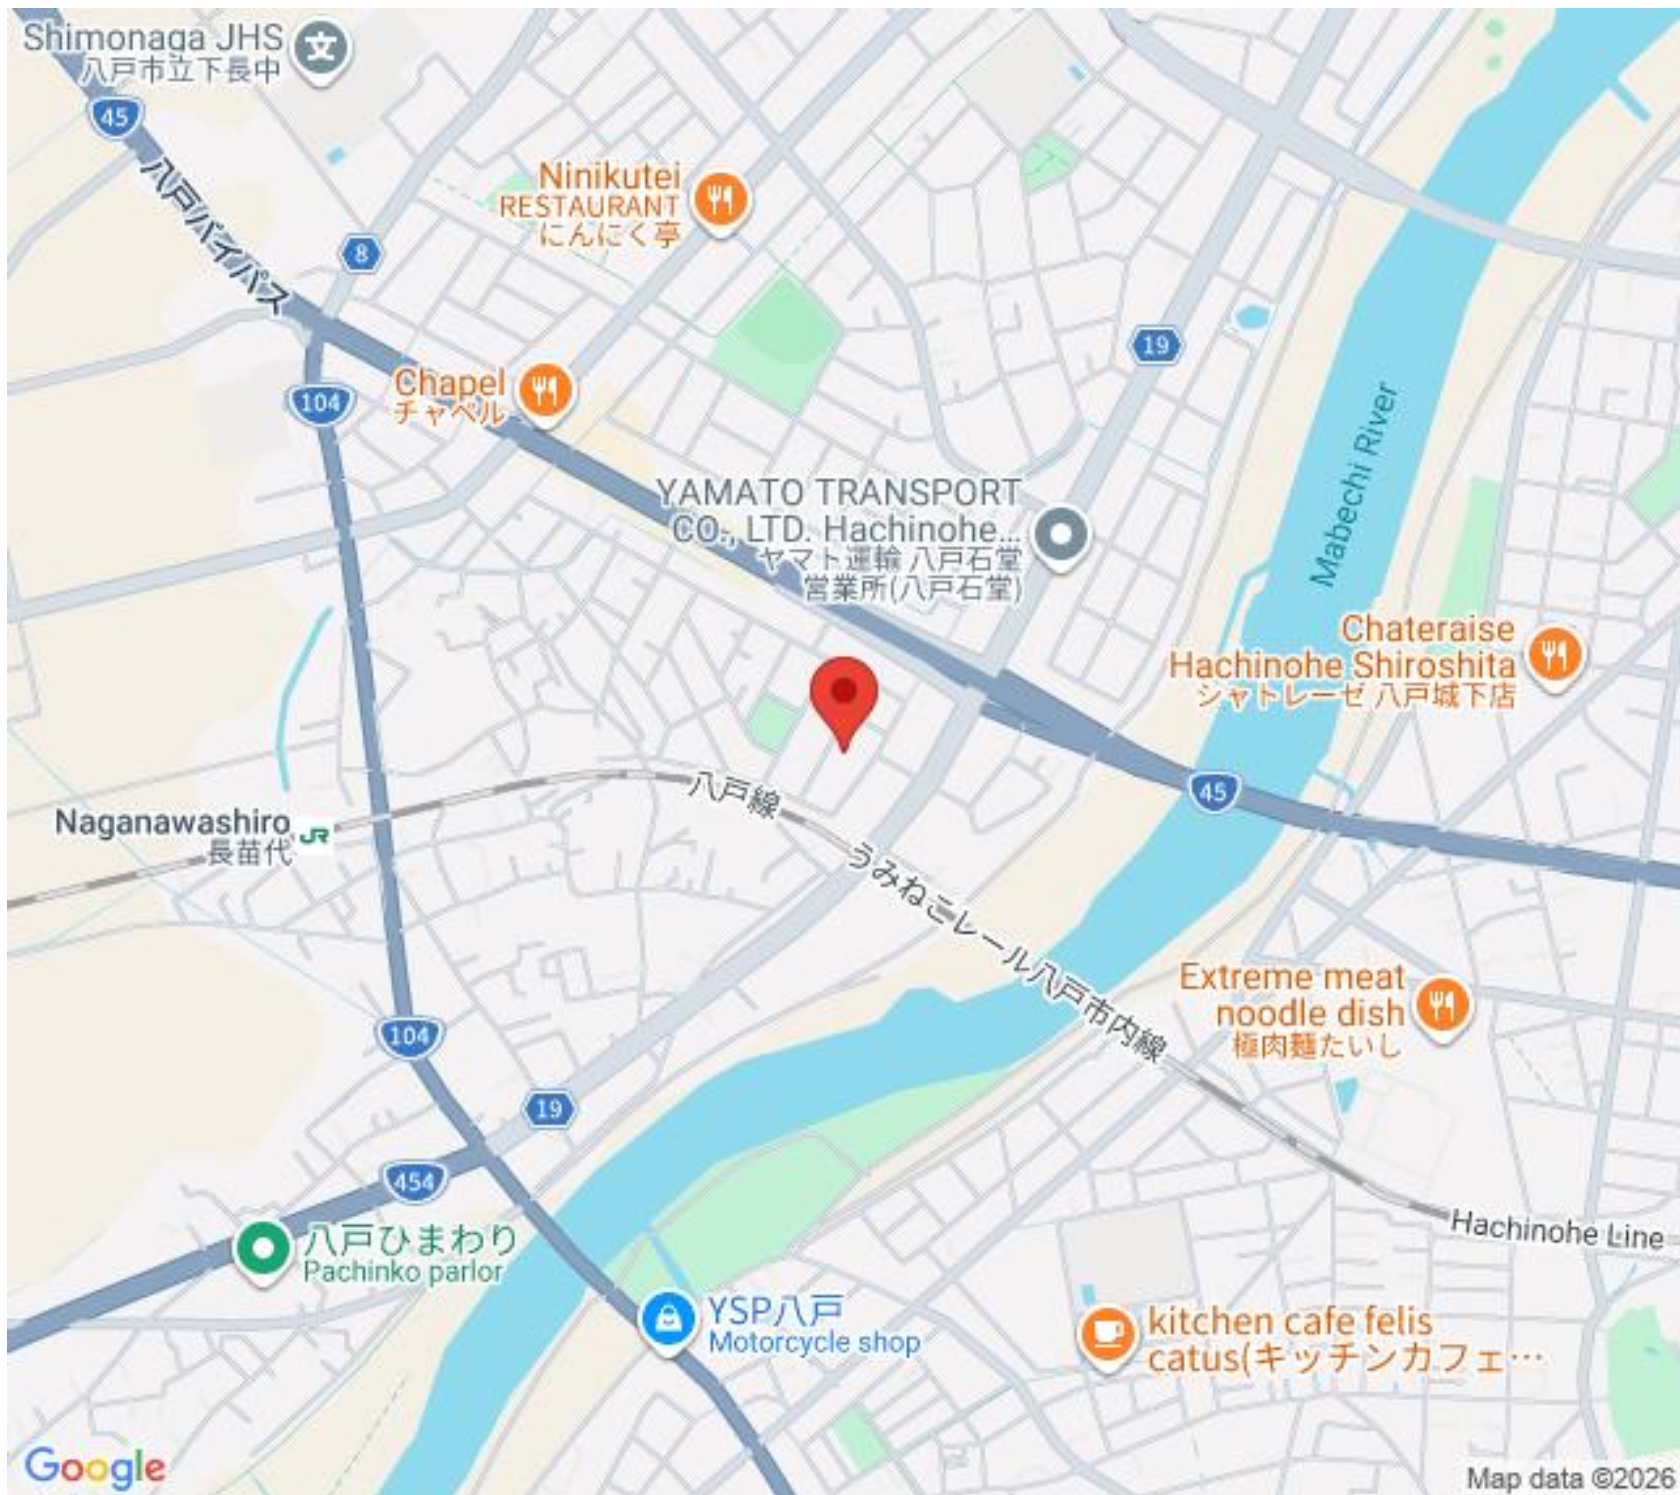 Shimonaga JHS
八戸市立下長中
45
八戸バイパス
Ninikutei
RESTAURANT
にんにく亭
8
19
Chapel
チャペル
104
Mabechi River
YAMATO TRANSPORT
CO., LTD. Hachinohe...
ヤマト運輸 八戸石堂
営業所(八戸石堂)
Chateraise
Hachinohe Shiroshita
シャトレーゼ 八戸城下店
八戸線
45
Naganawashiro
長苗代
JR
うみねこレール八戸市内線
Extreme meat
noodle dish
極肉麺たいし
104
19
454
八戸ひまわり
Pachinko parlor
Hachinohe Line
YSP八戸
Motorcycle shop
kitchen cafe felis
catus(キッチンカフェ…
Google
Map data ©2026